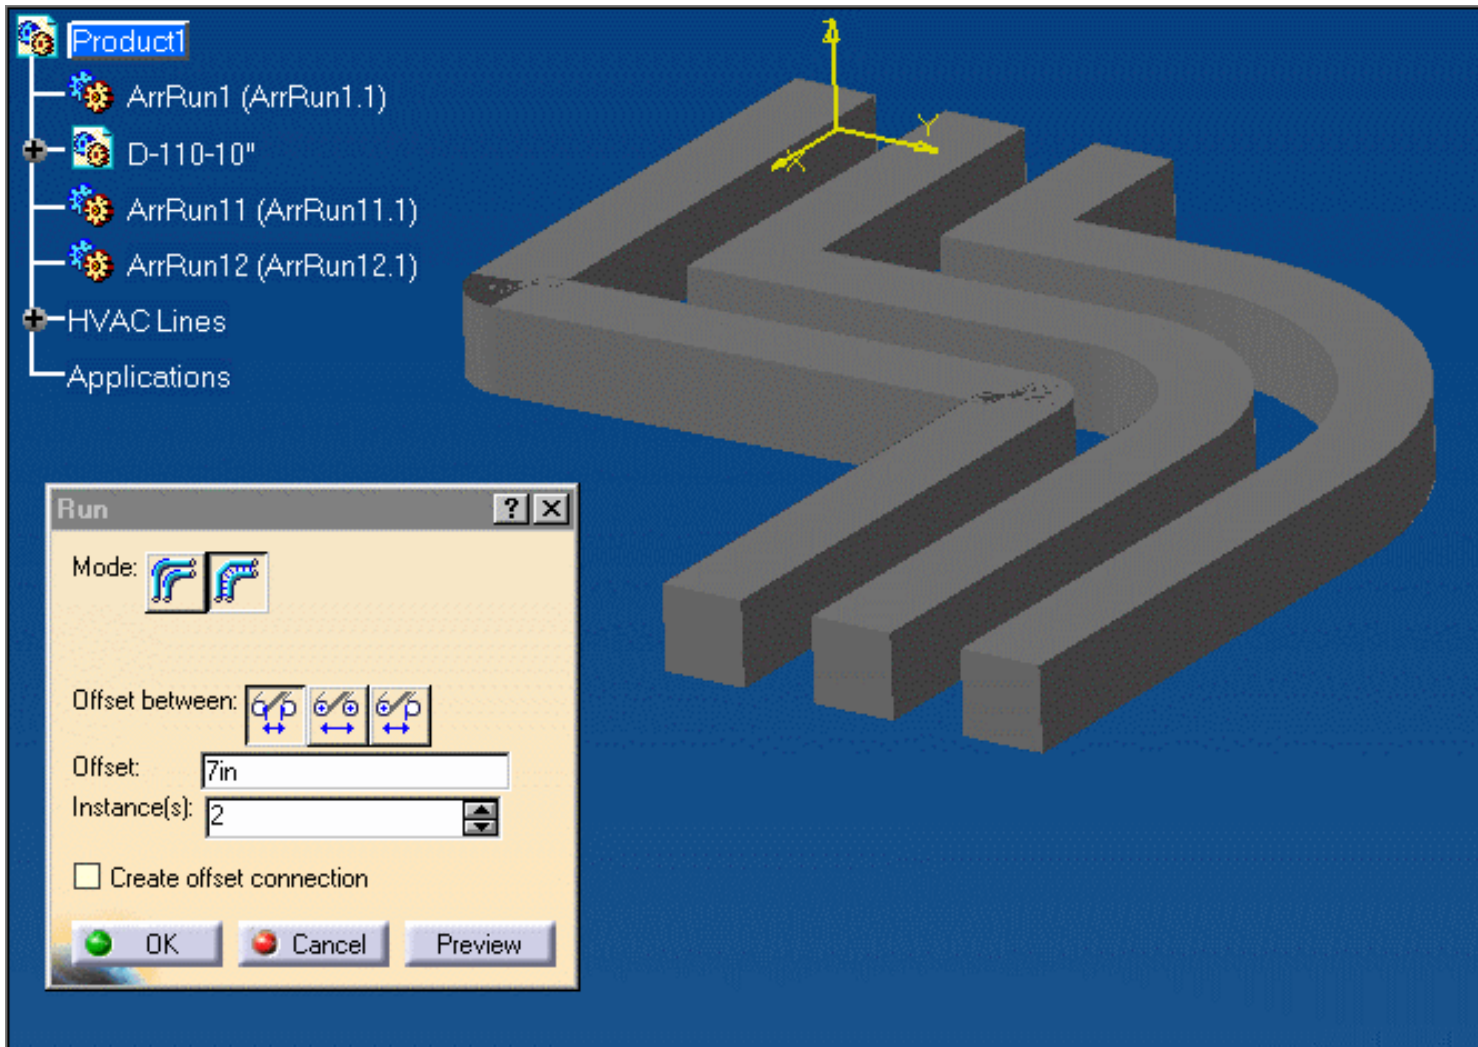 Product1
ArrRun1 (ArrRun1.1)
D-110-10"
ArrRun11 (ArrRun11.1)
ArrRun12 (ArrRun12.1)
HVAC Lines
Applications
Z
Y
X
Run
?
Mode:
Offset between:
Offset: 7in
Instance(s): 2
Create offset connection
OK Cancel Preview